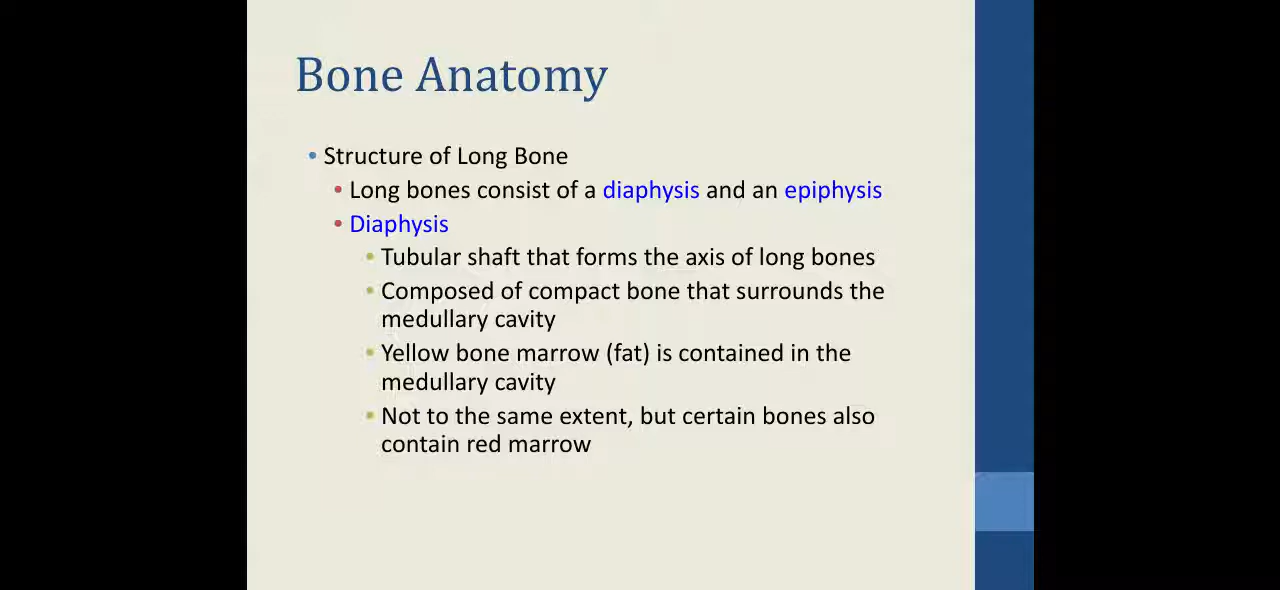 Bone Anatomy
• Structure of Long Bone
• Long bones consist of a diaphysis and an epiphysis
• Diaphysis
• Tubular shaft that forms the axis of long bones
• Composed of compact bone that surrounds the
medullary cavity
• Yellow bone marrow (fat) is contained in the
medullary cavity
• Not to the same extent, but certain bones also
contain red marrow